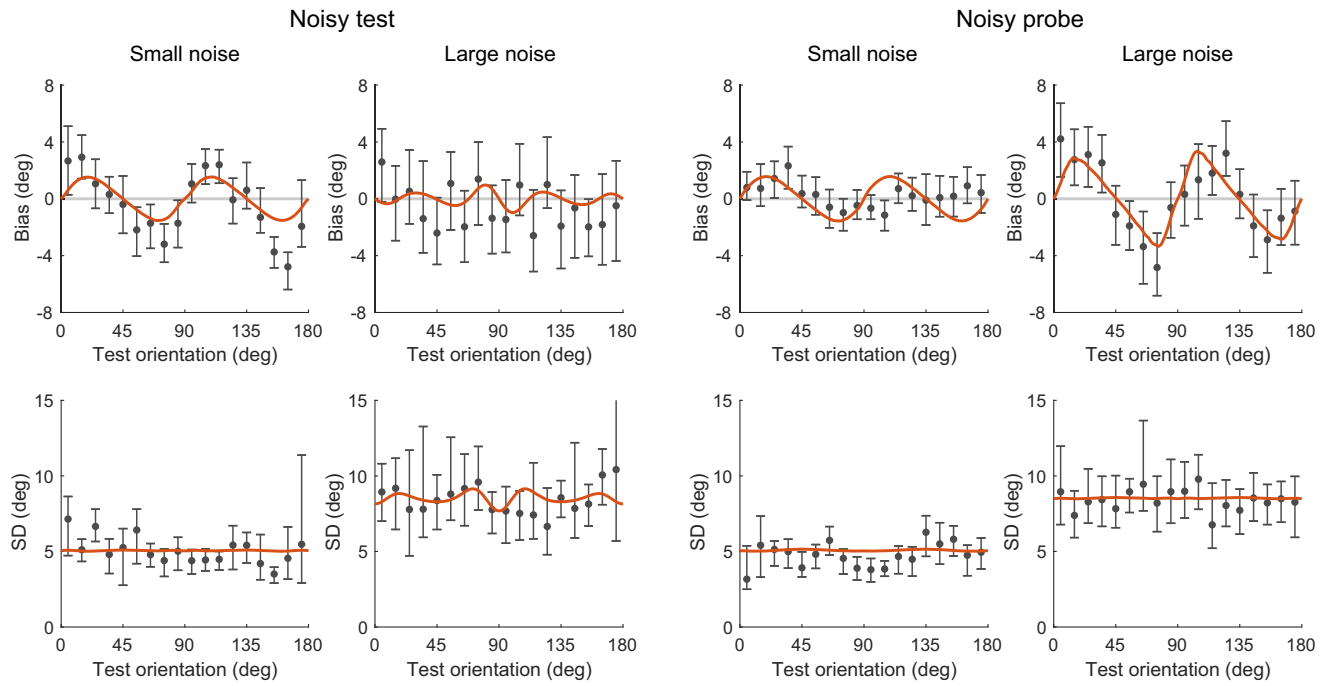 Noisy test
Noisy probe
Small noise
Large noise
Small noise
Large noise
8
4
0
-4
-8
Bias (deg)
0 45 90 135 180
Test orientation (deg)
8
4
0
-4
-8
Bias (deg)
0 45 90 135 180
Test orientation (deg)
8
4
0
-4
-8
Bias (deg)
0 45 90 135 180
Test orientation (deg)
8
4
0
-4
-8
Bias (deg)
0 45 90 135 180
Test orientation (deg)
15
10
5
0
SD (deg)
0 45 90 135 180
Test orientation (deg)
15
10
5
0
SD (deg)
0 45 90 135 180
Test orientation (deg)
15
10
5
0
SD (deg)
0 45 90 135 180
Test orientation (deg)
15
10
5
0
SD (deg)
0 45 90 135 180
Test orientation (deg)